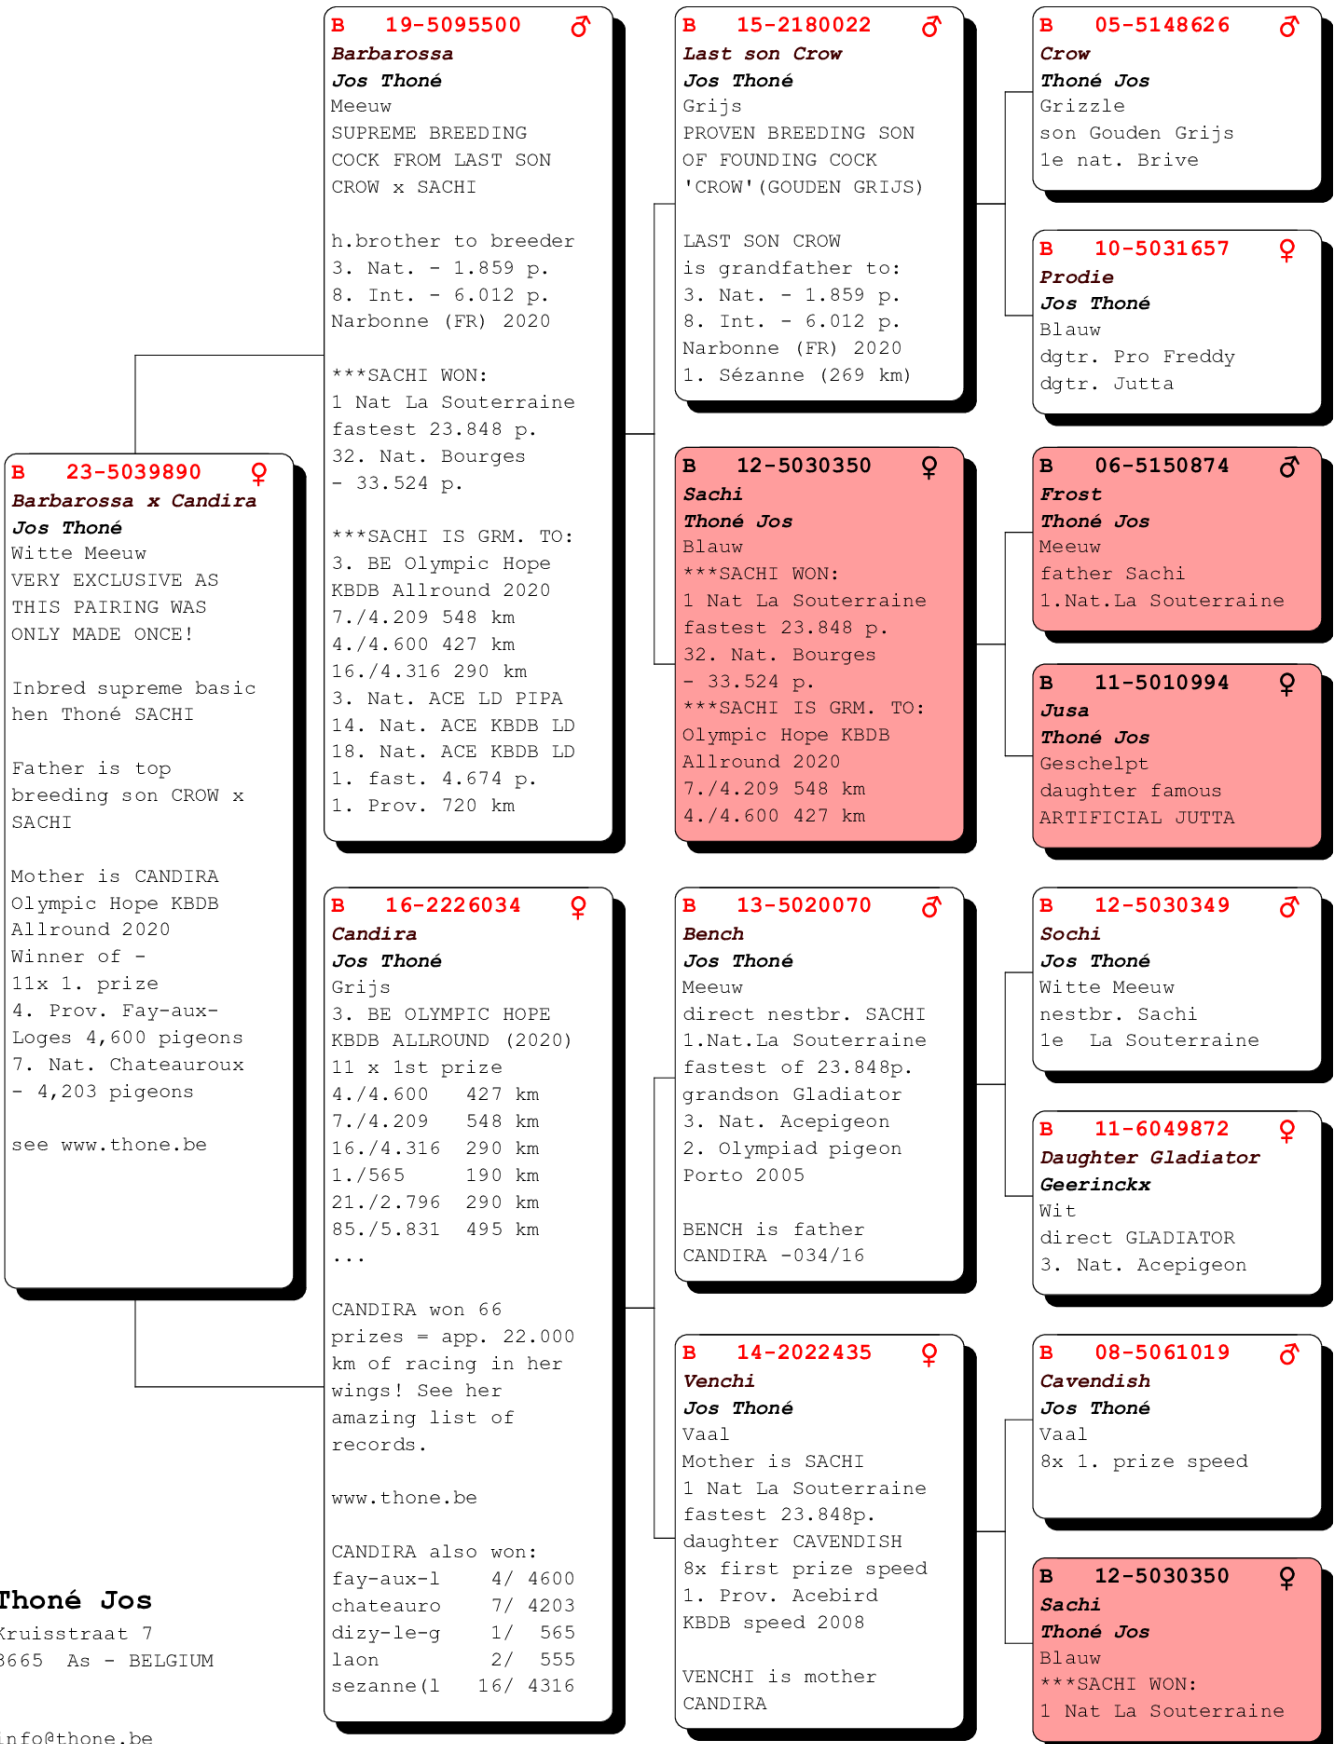 B 23-5039890 ♀
Barbarossa x Candira
Jos Thoné
Witte Meeuw
VERY EXCLUSIVE AS
THIS PAIRING WAS
ONLY MADE ONCE!
Inbred supreme basic
hen Thoné SACHI
Father is top
breeding son CROW x
SACHI
Mother is CANDIRA
Olympic Hope KBDB
Allround 2020
Winner of -
11x 1. prize
4. Prov. Fay-aux-
Loges 4,600 pigeons
7. Nat. Chateauroux
- 4,203 pigeons
see www.thone.be
Thoné Jos
Kruisstraat 7
3665 As - BELGIUM
info@thone.be
B 19-5095500 ♂
Barbarossa
Jos Thoné
Meeuw
SUPREME BREEDING
COCK FROM LAST SON
CROW x SACHI
h.brother to breeder
3. Nat. - 1.859 p.
8. Int. - 6.012 p.
Narbonne (FR) 2020
***SACHI WON:
1 Nat La Souterraine
fastest 23.848 p.
32. Nat. Bourges
- 33.524 p.
***SACHI IS GRM. TO:
3. BE Olympic Hope
KBDB Allround 2020
7./4.209 548 km
4./4.600 427 km
16./4.316 290 km
3. Nat. ACE LD PIPA
14. Nat. ACE KBDB LD
18. Nat. ACE KBDB LD
1. fast. 4.674 p.
1. Prov. 720 km
B 16-2226034 ♀
Candira
Jos Thoné
Grijs
3. BE OLYMPIC HOPE
KBDB ALLROUND (2020)
11 x 1st prize
4./4.600 427 km
7./4.209 548 km
16./4.316 290 km
1./565 190 km
21./2.796 290 km
85./5.831 495 km
...
CANDIRA won 66
prizes = app. 22.000
km of racing in her
wings! See her
amazing list of
records.
www.thone.be
CANDIRA also won:
fay-aux-l 4/ 4600
chateauro 7/ 4203
dizy-le-g 1/ 565
laon 2/ 555
sezanne(l 16/ 4316
B 15-2180022 ♂
Last son Crow
Jos Thoné
Grijs
PROVEN BREEDING SON
OF FOUNDING COCK
'CROW'(GOUDEN GRIJS)
LAST SON CROW
is grandfather to:
3. Nat. - 1.859 p.
8. Int. - 6.012 p.
Narbonne (FR) 2020
1. Sézanne (269 km)
B 12-5030350 ♀
Sachi
Thoné Jos
Blauw
***SACHI WON:
1 Nat La Souterraine
fastest 23.848 p.
32. Nat. Bourges
- 33.524 p.
***SACHI IS GRM. TO:
Olympic Hope KBDB
Allround 2020
7./4.209 548 km
4./4.600 427 km
B 13-5020070 ♂
Bench
Jos Thoné
Meeuw
direct nestbr. SACHI
1.Nat.La Souterraine
fastest of 23.848p.
grandson Gladiator
3. Nat. Acepigeon
2. Olympiad pigeon
Porto 2005
BENCH is father
CANDIRA -034/16
B 14-2022435 ♀
Venchi
Jos Thoné
Vaal
Mother is SACHI
1 Nat La Souterraine
fastest 23.848p.
daughter CAVENDISH
8x first prize speed
1. Prov. Acebird
KBDB speed 2008
VENCHI is mother
CANDIRA
B 05-5148626 ♂
Crow
Thoné Jos
Grizzle
son Gouden Grijs
1e nat. Brive
B 10-5031657 ♀
Prodie
Jos Thoné
Blauw
dgtr. Pro Freddy
dgtr. Jutta
B 06-5150874 ♂
Frost
Thoné Jos
Meeuw
father Sachi
1.Nat.La Souterraine
B 11-5010994 ♀
Jusa
Thoné Jos
Geschelpt
daughter famous
ARTIFICIAL JUTTA
B 12-5030349 ♂
Sochi
Jos Thoné
Witte Meeuw
nestbr. Sachi
1e La Souterraine
B 11-6049872 ♀
Daughter Gladiator
Geerinckx
Wit
direct GLADIATOR
3. Nat. Acepigeon
B 08-5061019 ♂
Cavendish
Jos Thoné
Vaal
8x 1. prize speed
B 12-5030350 ♀
Sachi
Thoné Jos
Blauw
***SACHI WON:
1 Nat La Souterraine